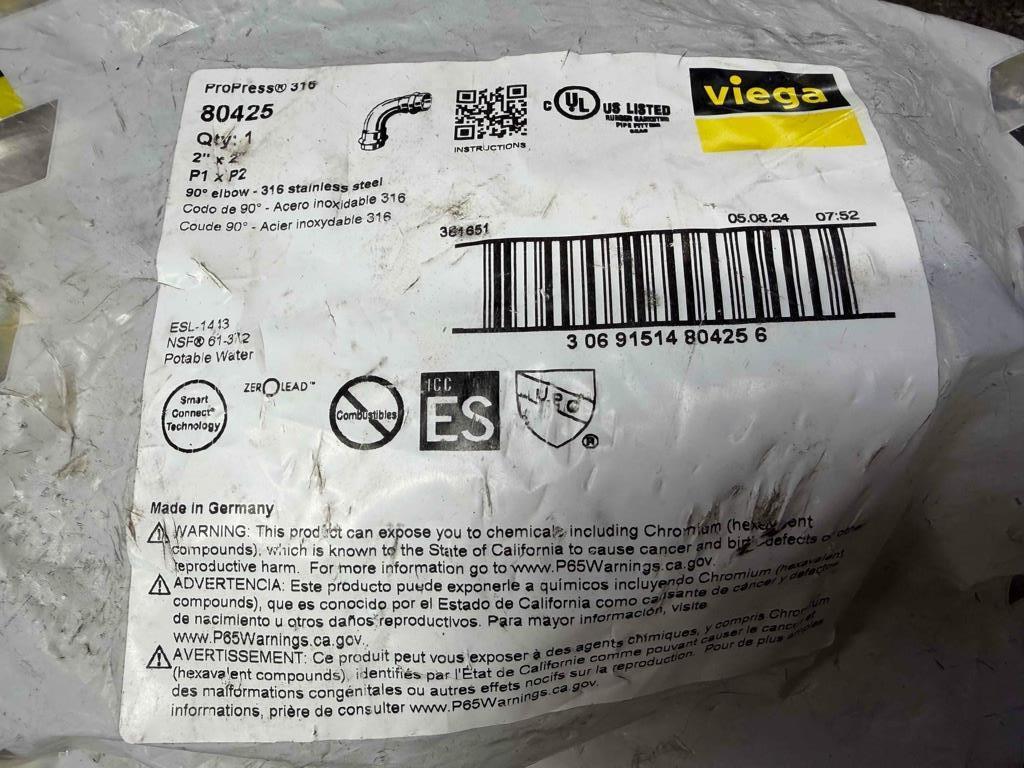 ProPress® 316
80425
Qty: 1
2" x 2"
P1 x P2
90° elbow - 316 stainless steel
Codo de 90° - Acero inoxidable 316
Coude 90° - Acier inoxydable 316
INSTRUCTIONS
C UL US LISTED
RUBBER GASKETED
PIPE FITTING
viega
361651
05.08.24 07:52
3 06 91514 80425 6
ESL-1443
NSF® 61-372
Potable Water
Smart
Connect®
Technology
ZEROLEAD™
Combustibles
ICC
ES
U.P.C
®
Made in Germany
WARNING: This product can expose you to chemicals including Chromium (hexavalent
compounds), which is known to the State of California to cause cancer and birth defects or other
reproductive harm. For more information go to www.P65Warnings.ca.gov.
ADVERTENCIA: Este producto puede exponerle a químicos incluyendo Chromium (hexavalent
compounds), que es conocido por el Estado de California como causante de cáncer y defectos
de nacimiento u otros daños reproductivos. Para mayor información, visite
www.P65Warnings.ca.gov.
AVERTISSEMENT: Ce produit peut vous exposer à des agents chimiques, y compris Chromium
(hexavalent compounds), identifiés par l'État de Californie comme pouvant causer le cancer et
des malformations congénitales ou autres effets nocifs sur la reproduction. Pour de plus amples
informations, prière de consulter www.P65Warnings.ca.gov.